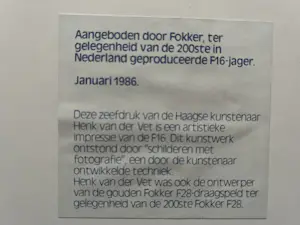 Aangeboden door Fokker, ter
gelegenheid van de 200ste in
Nederland geproduceerde F16-jager.
Januari 1986.
Deze zeefdruk van de Haagse kunstenaar
Henk van der Vet is een artistieke
impressie van de F16. Dit kunstwerk
ontstond door "schilderen met
fotografie", een door de kunstenaar
ontwikkelde techniek.
Henk van der Vet was ook de ontwerper
van de gouden Fokker F28-draagspeld ter
gelegenheid van de 200ste Fokker F28.